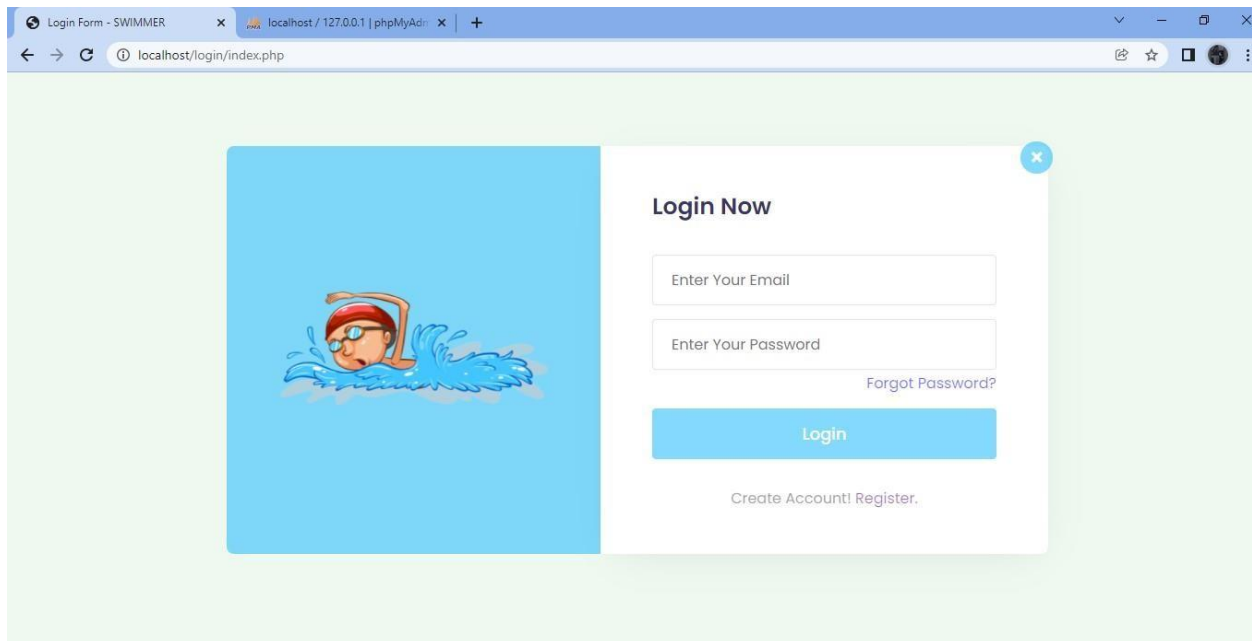 Login Form - SWIMMER
localhost / 127.0.0.1 | phpMyAdm
localhost/login/index.php
Login Now
Enter Your Email
Enter Your Password
Forgot Password?
Login
Create Account! Register.